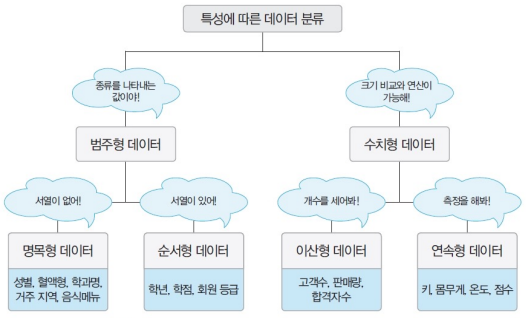 특성에 따른 데이터 분류
종류를 나타내는
값이야!
크기 비교와 연산이
가능해!
범주형 데이터
수치형 데이터
서열이 없어!
서열이 있어!
개수를 세어봐!
측정을 해봐!
명목형 데이터
순서형 데이터
이산형 데이터
연속형 데이터
성별, 혈액형, 학과명,
거주 지역, 음식메뉴
학년, 학점, 회원 등급
고객수, 판매량,
합격자수
키, 몸무게, 온도, 점수